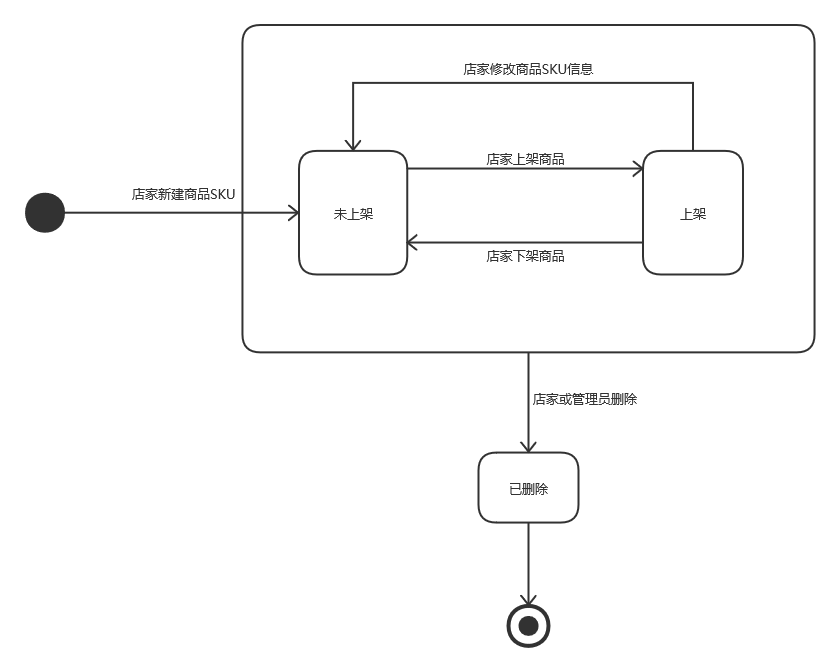 店家修改商品SKU信息
店家上架商品
店家新建商品SKU
未上架
上架
店家下架商品
店家或管理员删除
已删除